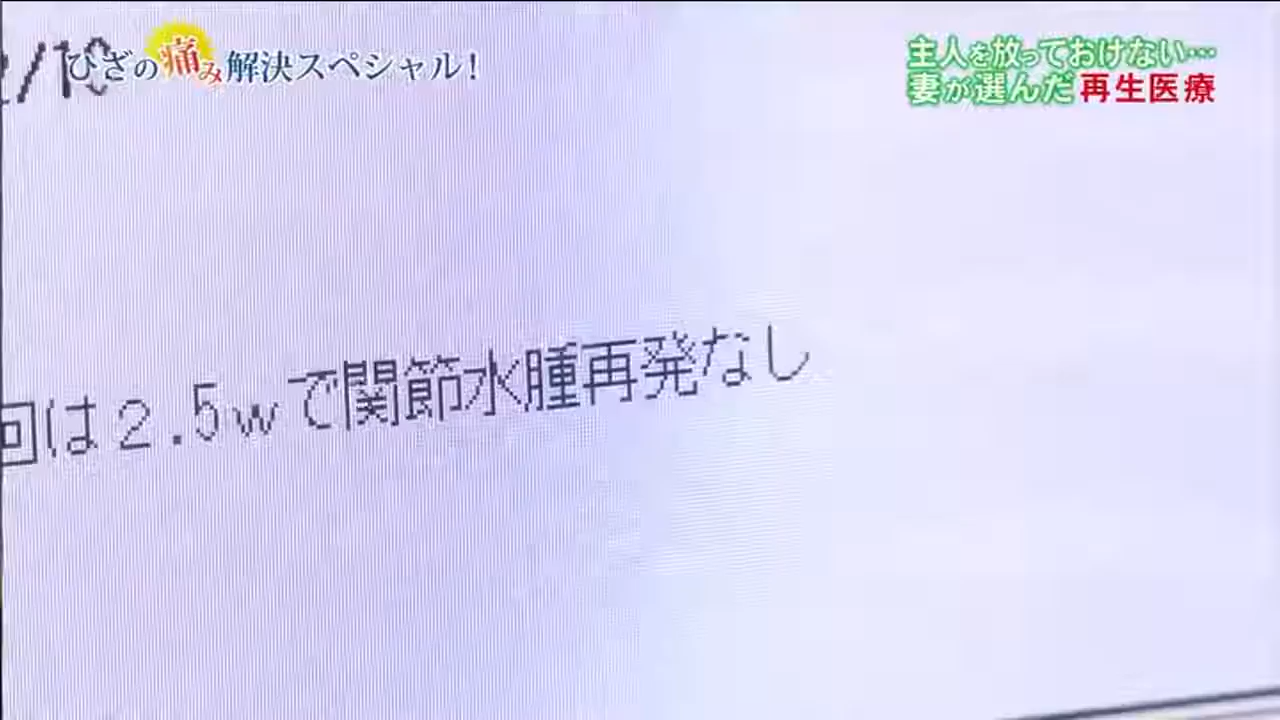 ひざの痛み解決スペシャル!
主人を放っておけない…
妻が選んだ再生医療
回は2.5wで関節水腫再発なし